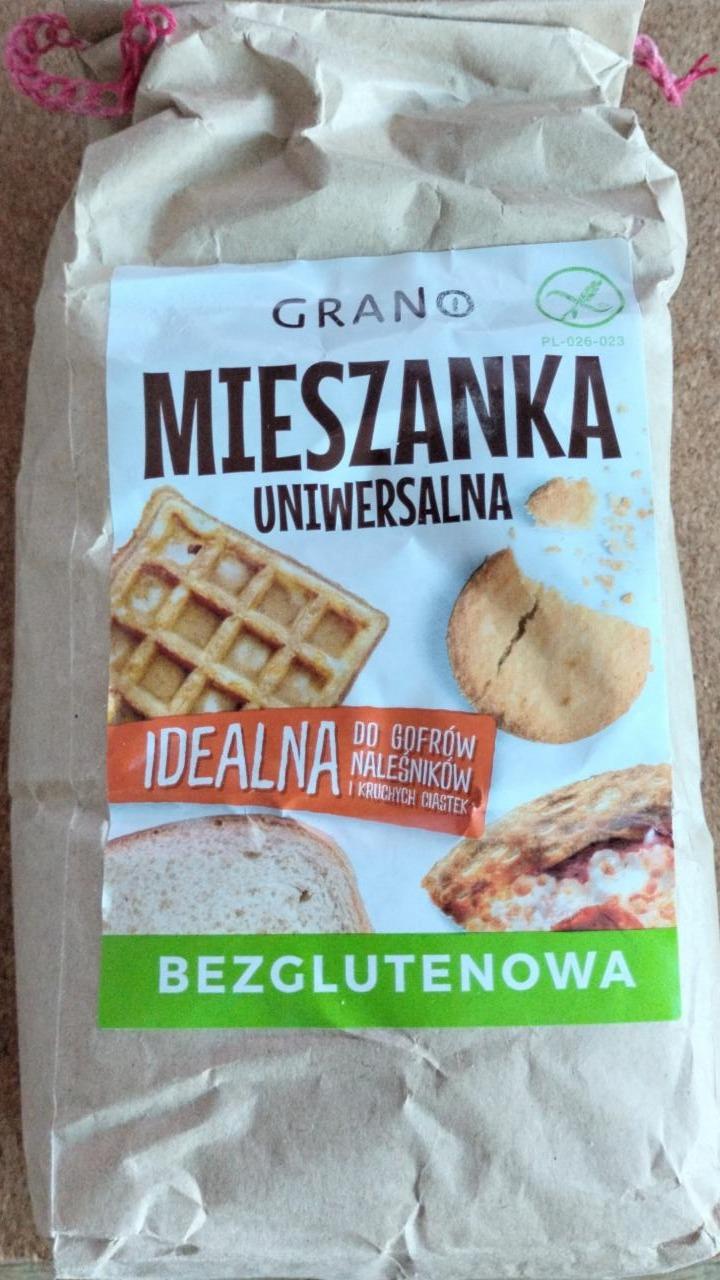 GRANO
PL-026-023
MIESZANKA
UNIWERSALNA
IDEALNA
DO GOFRÓW
NALEŚNIKÓW
I KRUCHYCH CIASTEK
BEZGLUTENOWA